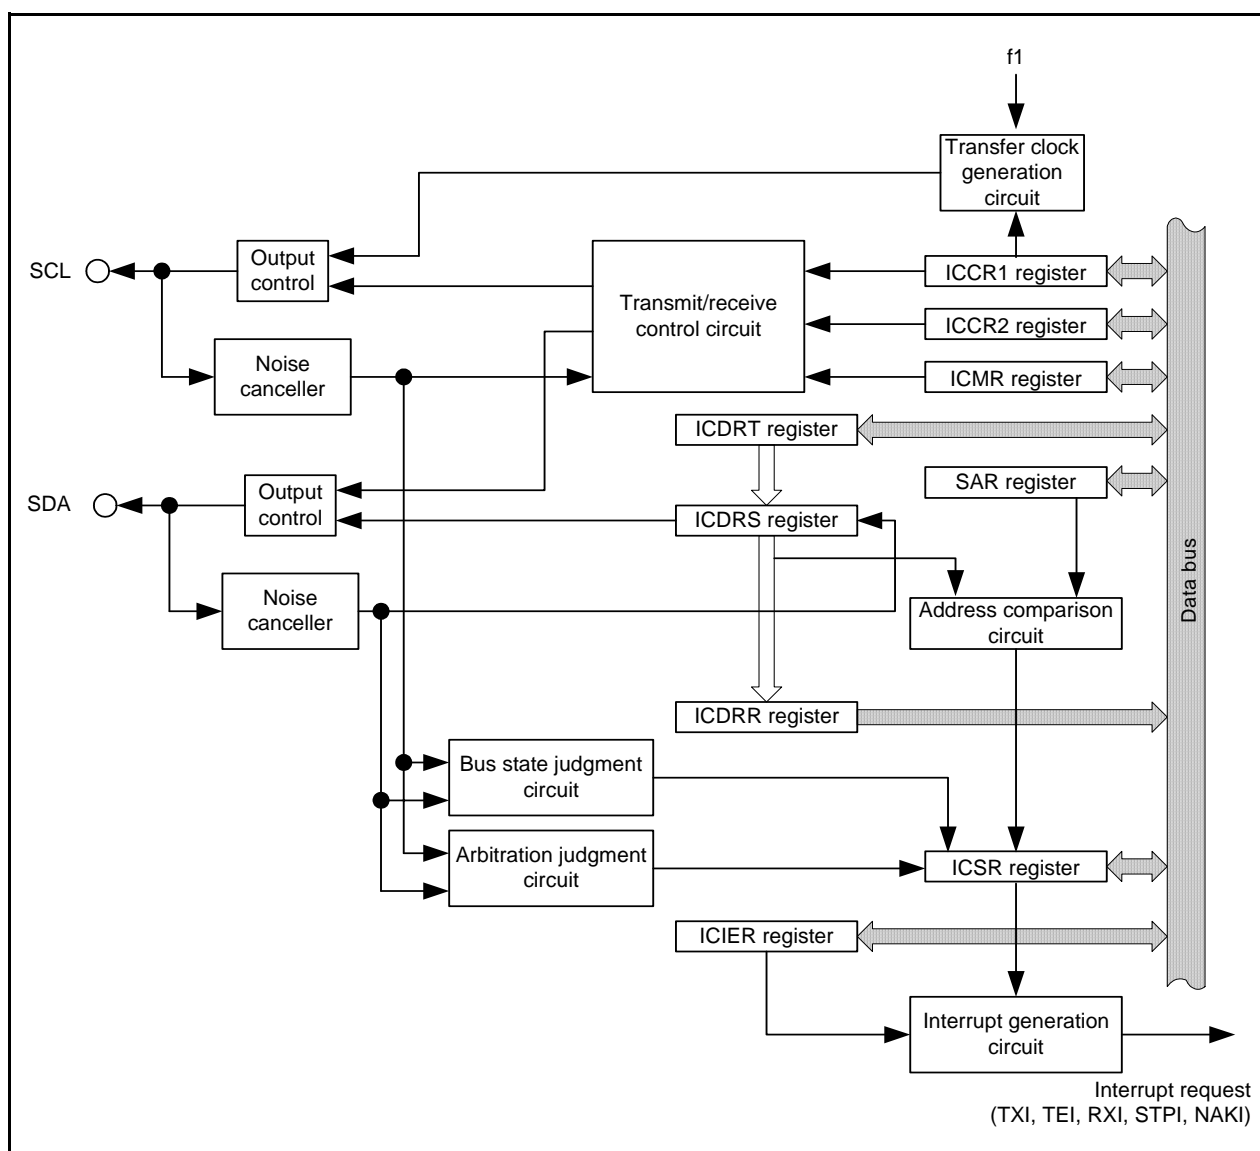 f1
Transfer clock
generation
circuit
SCL
Output
control
Transmit/receive
control circuit
ICCR1 register
ICCR2 register
ICMR register
Noise
canceller
ICDRT register
SAR register
SDA
Output
control
ICDRS register
Noise
canceller
Address comparison
circuit
Data bus
ICDRR register
Bus state judgment
circuit
Arbitration judgment
circuit
ICSR register
ICIER register
Interrupt generation
circuit
Interrupt request
(TXI, TEI, RXI, STPI, NAKI)